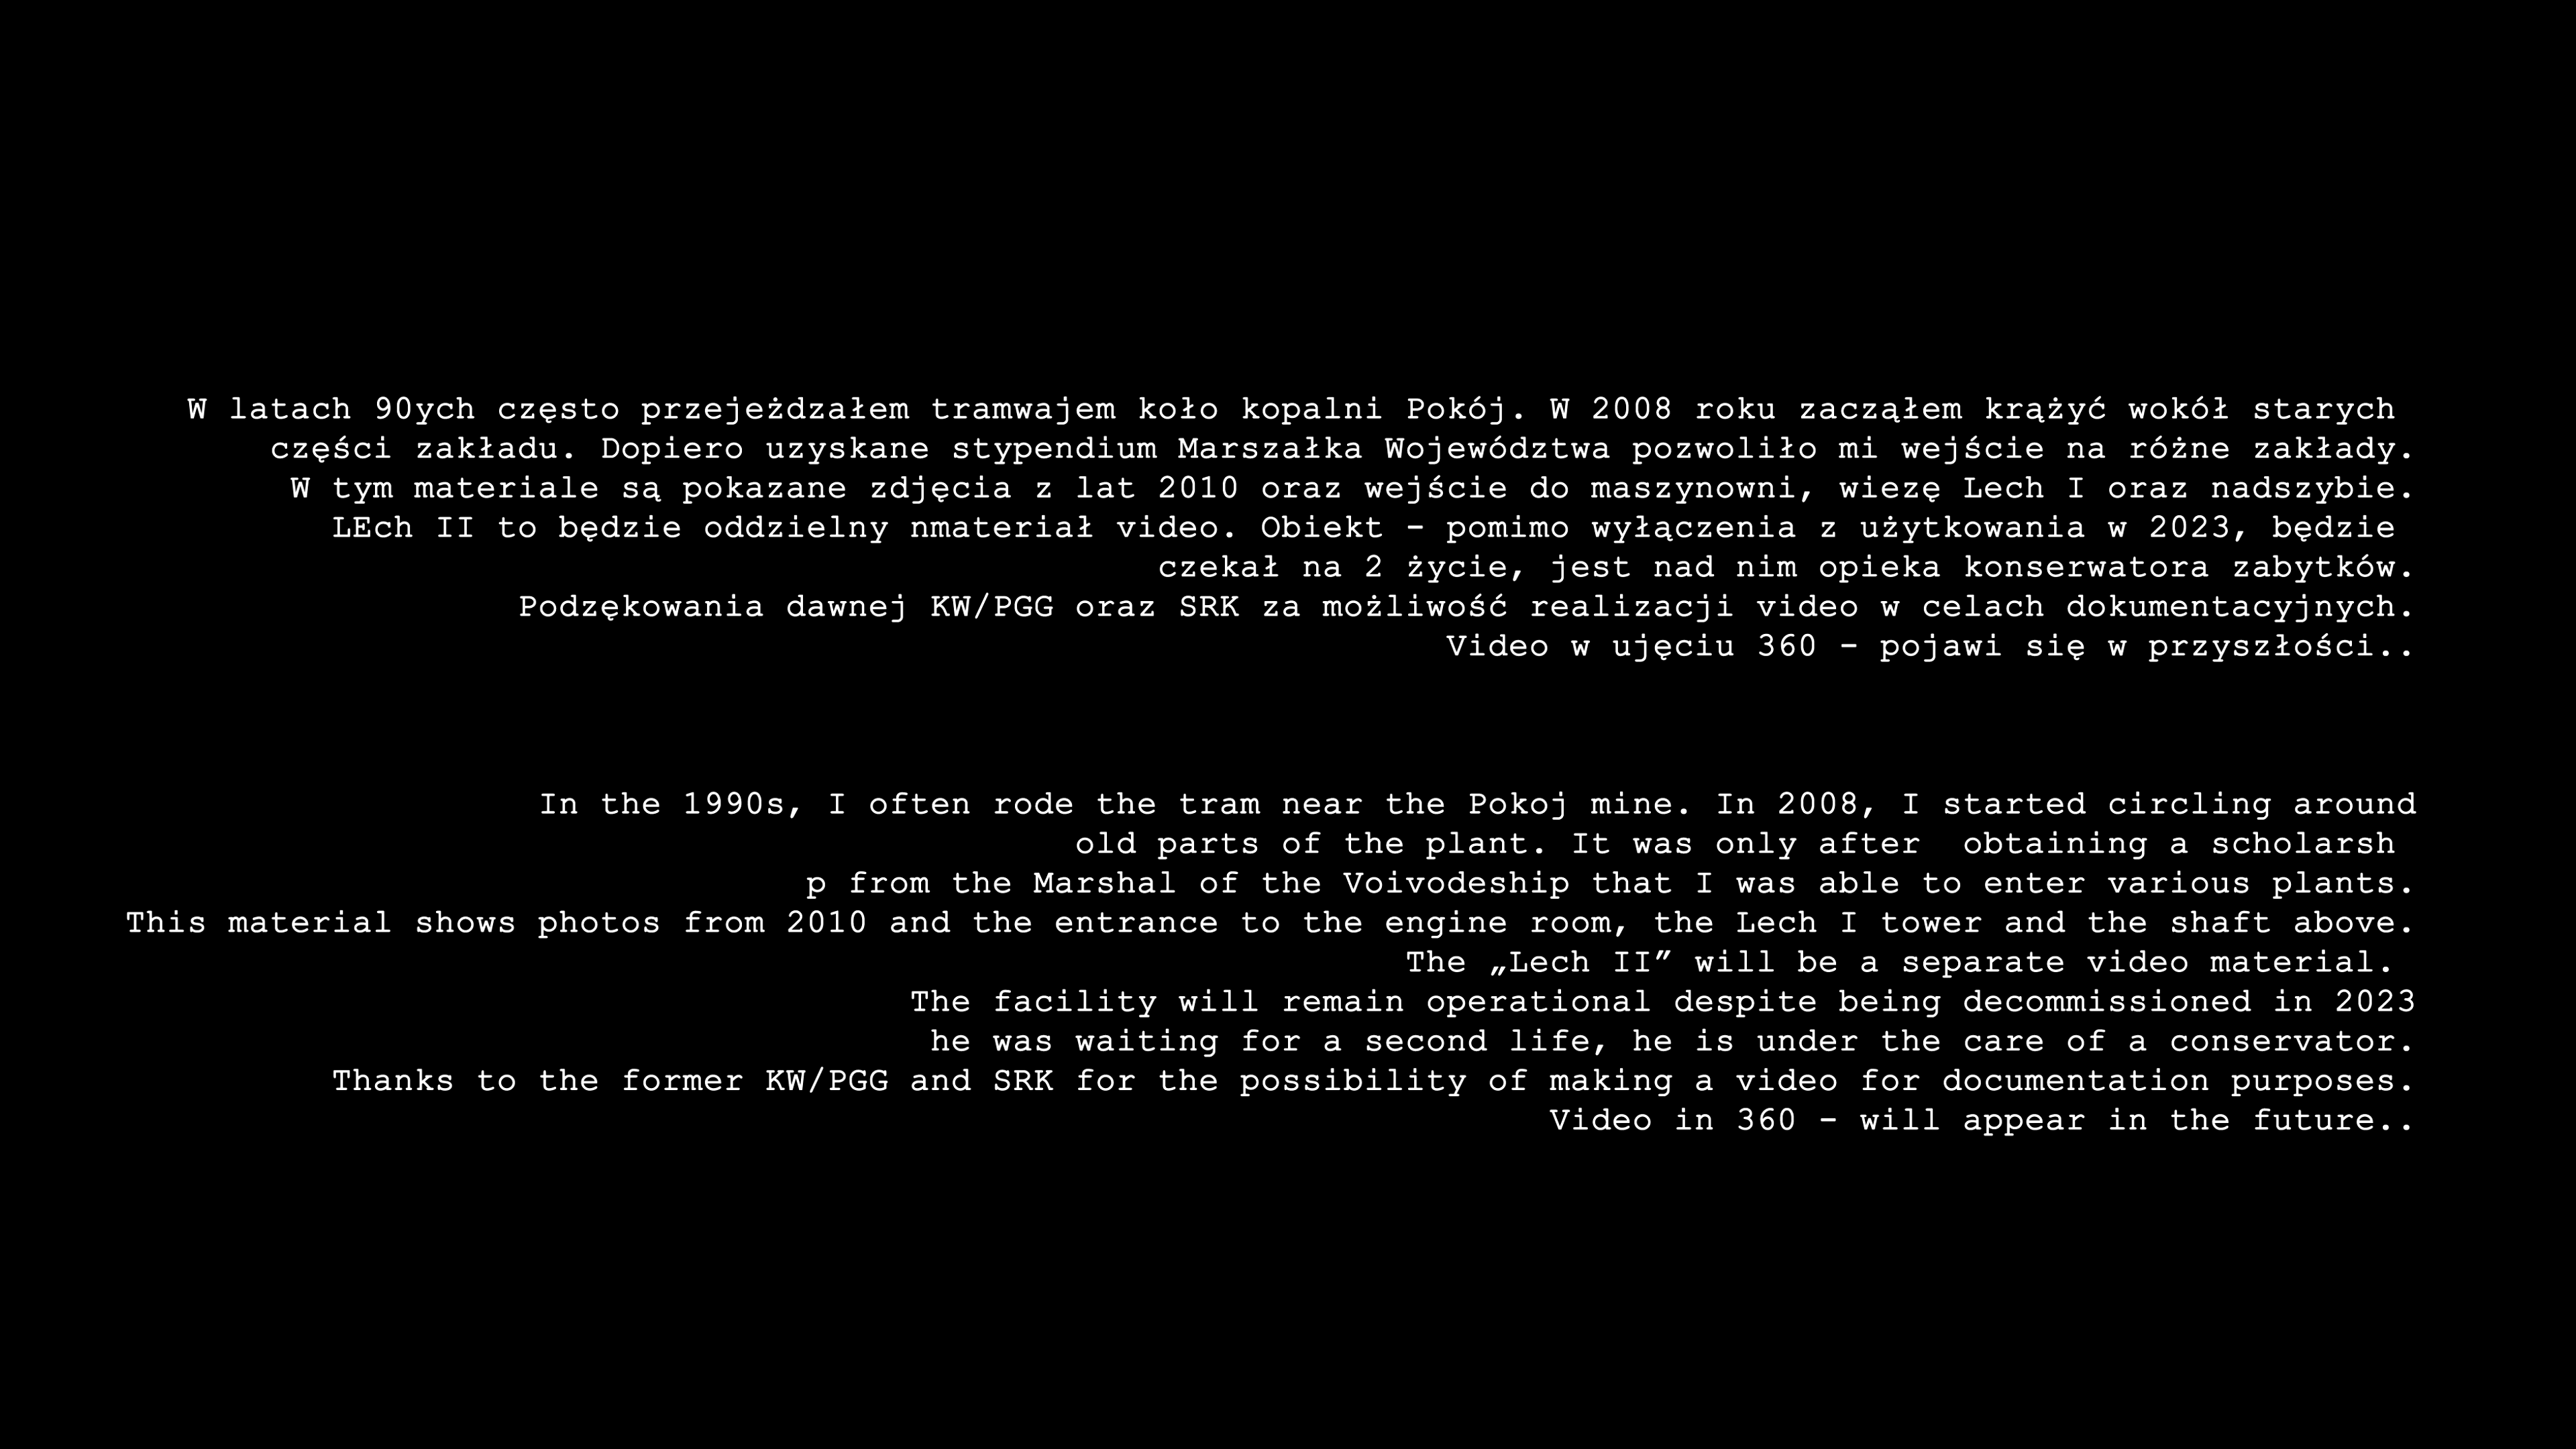 W latach 90ych często przejeżdzałem tramwajem koło kopalni Pokój. W 2008 roku zacząłem krążyć wokół starych
części zakładu. Dopiero uzyskane stypendium Marszałka Województwa pozwoliło mi wejście na różne zakłady.
W tym materiale są pokazane zdjęcia z lat 2010 oraz wejście do maszynowni, wiezę Lech I oraz nadszybie.
LEch II to będzie oddzielny nmateriał video. Obiekt - pomimo wyłączenia z użytkowania w 2023, będzie
czekał na 2 życie, jest nad nim opieka konserwatora zabytków.
Podzękowania dawnej KW/PGG oraz SRK za możliwość realizacji video w celach dokumentacyjnych.
Video w ujęciu 360 - pojawi się w przyszłości..
In the 1990s, I often rode the tram near the Pokoj mine. In 2008, I started circling around
old parts of the plant. It was only after  obtaining a scholarsh
p from the Marshal of the Voivodeship that I was able to enter various plants.
This material shows photos from 2010 and the entrance to the engine room, the Lech I tower and the shaft above.
The „Lech II” will be a separate video material.
The facility will remain operational despite being decommissioned in 2023
he was waiting for a second life, he is under the care of a conservator.
Thanks to the former KW/PGG and SRK for the possibility of making a video for documentation purposes.
Video in 360 - will appear in the future..